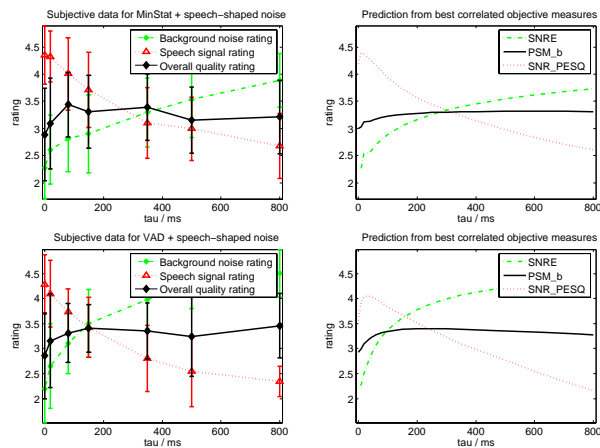 Subjective data for MinStat + speech-shaped noise
Background noise rating
Speech signal rating
Overall quality rating
4.5
4
3.5
3
2.5
2
rating
0 200 400 600 800
tau / ms
Prediction from best correlated objective measures
SNRE
PSM_b
SNR_PESQ
4.5
4
3.5
3
2.5
2
rating
0 200 400 600 800
tau / ms
Subjective data for VAD + speech-shaped noise
Background noise rating
Speech signal rating
Overall quality rating
4.5
4
3.5
3
2.5
2
rating
0 200 400 600 800
tau / ms
Prediction from best correlated objective measures
SNRE
PSM_b
SNR_PESQ
4.5
4
3.5
3
2.5
2
rating
0 200 400 600 800
tau / ms